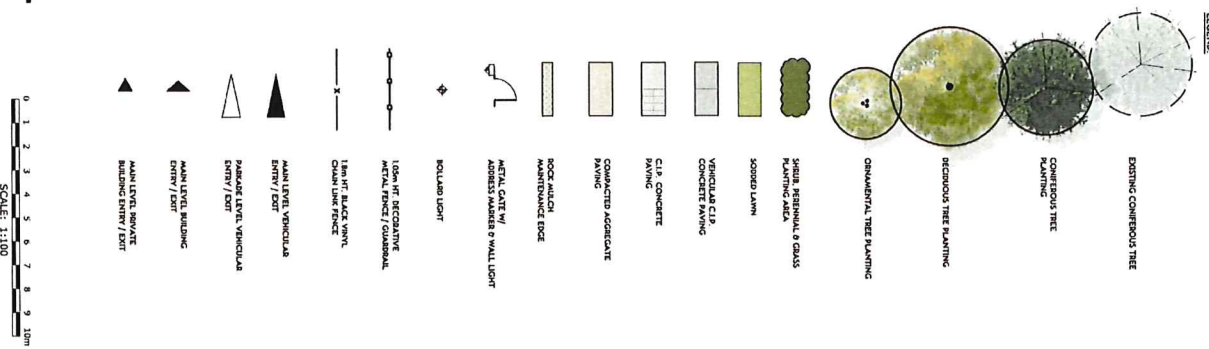 EXISTING CONIFEROUS TREE
CONIFEROUS TREE
PLANTING
DECIDUOUS TREE PLANTING
ORNAMENTAL TREE PLANTING
SHRUB, PERENNIAL & GRASS
PLANTING AREA
SODDED LAWN
VEHICULAR C.I.P.
CONCRETE PAVING
C.I.P. CONCRETE
PAVING
COMPACTED AGGREGATE
PAVING
ROCK MULCH
MAINTENANCE EDGE
METAL GATE W/
ADDRESS MARKER & WALL LIGHT
BOLLARD LIGHT
1.05m HT. DECORATIVE
METAL FENCE / GUARDRAIL
1.8m HT. BLACK VINYL
CHAIN LINK FENCE
MAIN LEVEL VEHICULAR
ENTRY / EXIT
PARKADE LEVEL VEHICULAR
ENTRY / EXIT
MAIN LEVEL BUILDING
ENTRY / EXIT
MAIN LEVEL PRIVATE
BUILDING ENTRY / EXIT
0 1 2 3 4 5 6 7 8 9 10m
SCALE: 1:100